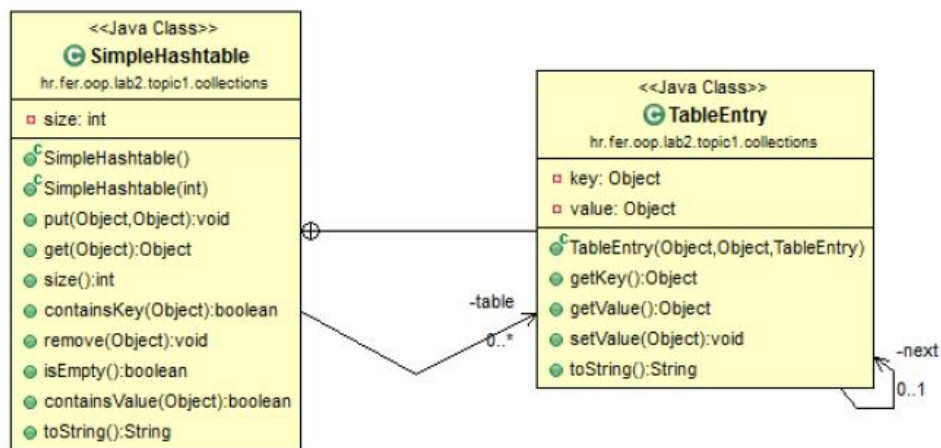 <<Java Class>>
SimpleHashtable
hr.fer.oop.lab2.topic1.collections
size: int
SimpleHashtable()
SimpleHashtable(int)
put(Object,Object):void
get(Object):Object
size():int
containsKey(Object):boolean
remove(Object):void
isEmpty():boolean
containsValue(Object):boolean
toString():String
-table
0..*
<<Java Class>>
TableEntry
hr.fer.oop.lab2.topic1.collections
key: Object
value: Object
TableEntry(Object,Object,TableEntry)
getKey():Object
getValue():Object
setValue(Object):void
toString():String
-next
0..1